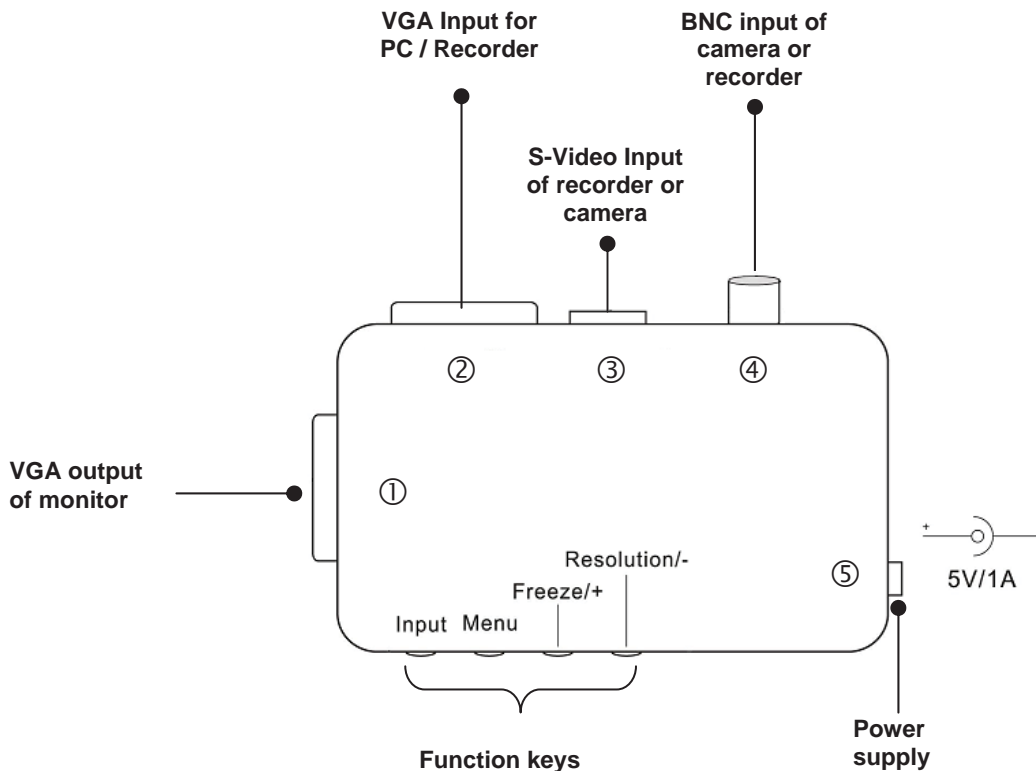 VGA Input for
PC / Recorder
BNC input of
camera or
recorder
S-Video Input
of recorder or
camera
②
③
④
VGA output
of monitor
①
⑤
+
5V/1A
Resolution/-
Freeze/+
Input
Menu
Function keys
Power
supply